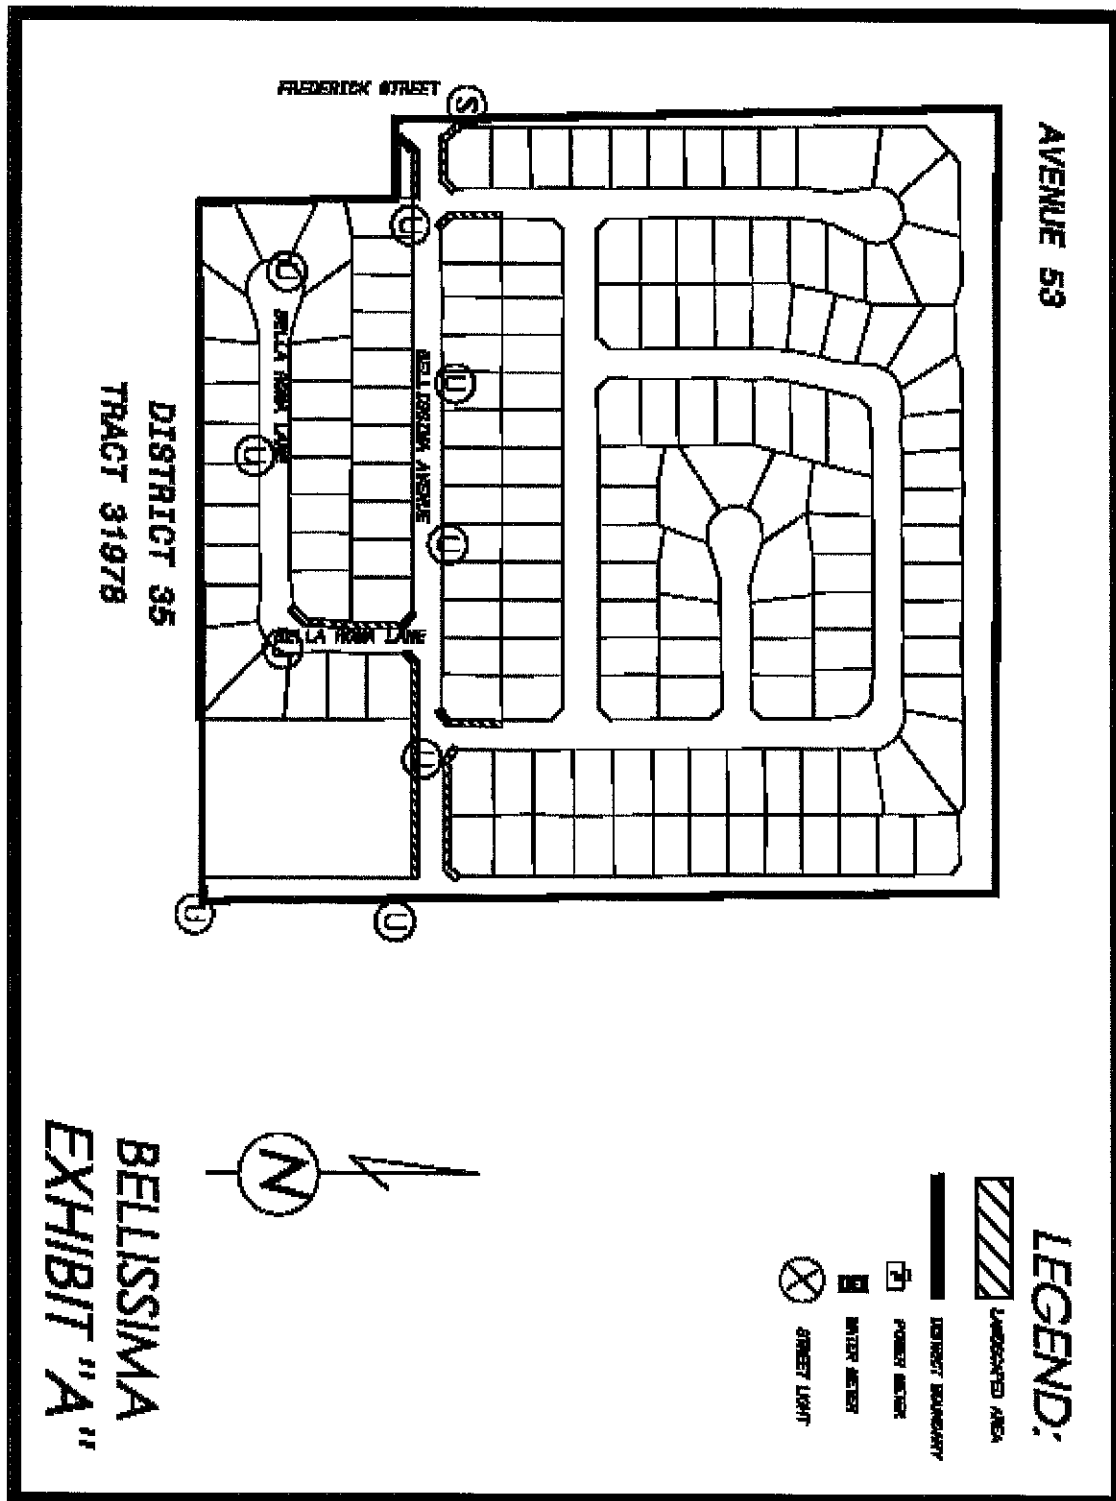 AVENUE 53
FREDERICK STREET
S
U
U
BELLA ROMA LANE
BELLISSIMA AVENUE
U
U
U
BELLA ROMA LANE
U
U
U
DISTRICT 35
TRACT 31978
LEGEND:
LANDSCAPED AREA
DISTRICT BOUNDARY
POWER METER
WATER METER
STREET LIGHT
N
BELLISSIMA
EXHIBIT "A"